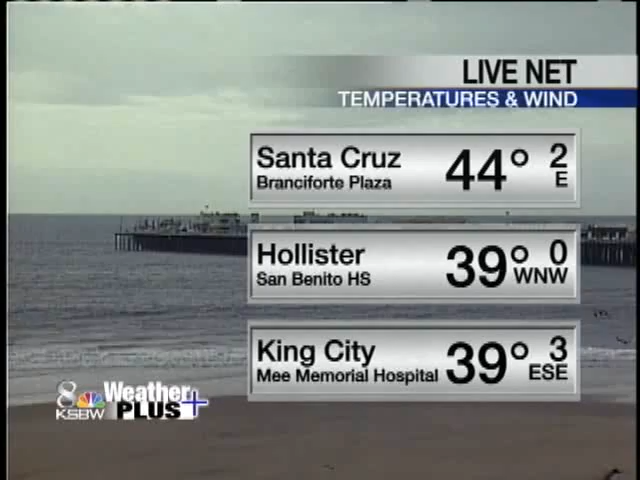 LIVE NET
TEMPERATURES & WIND
Santa Cruz 44° 2
Branciforte Plaza E
Hollister 39° 0
San Benito HS WNW
King City 39° 3
Mee Memorial Hospital ESE
8 Weather
KSBW PLUS+